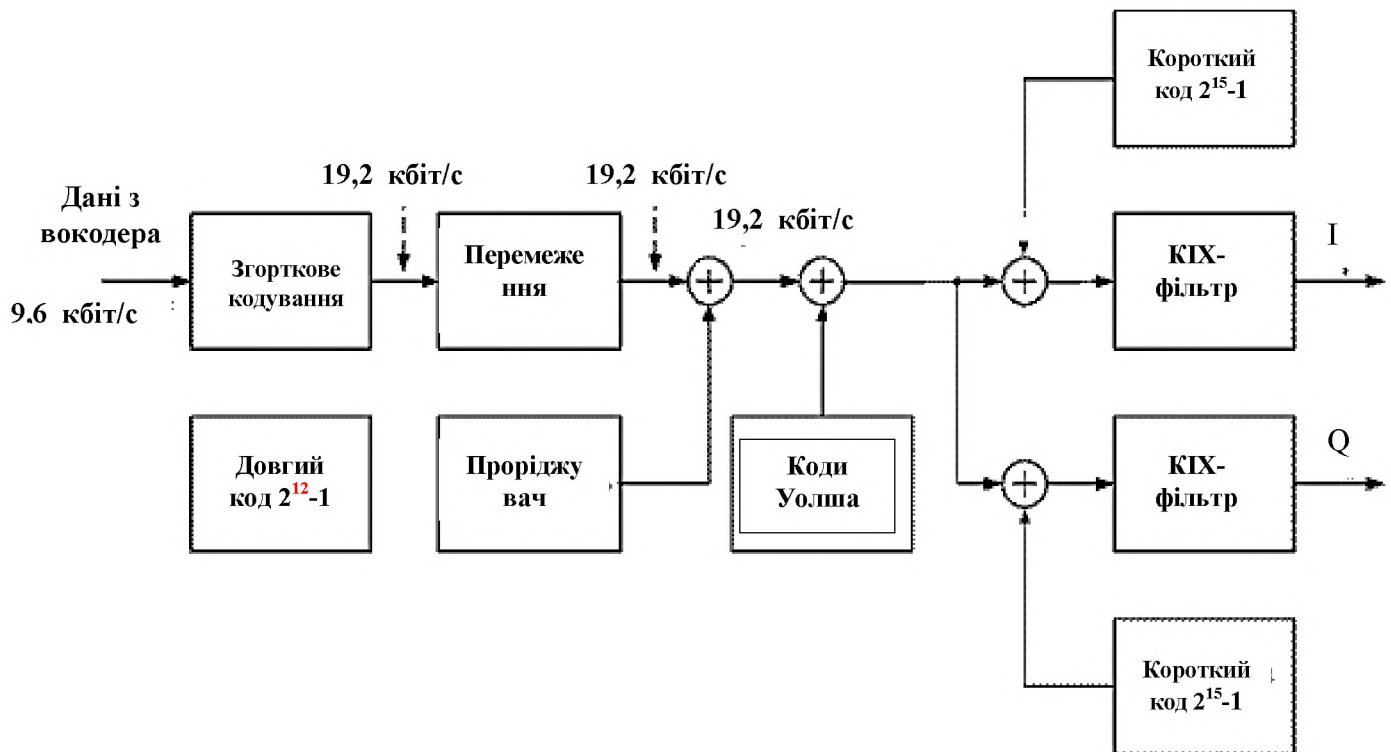 Короткий
код 2¹⁵-1
19,2 кбіт/с
19,2 кбіт/с
Дані з
вокодера
19,2 кбіт/с
Згорткове
кодування
Перемеже
ння
КІХ-
фільтр
I
9,6 кбіт/с
Довгий
код 2¹²-1
Проріджу
вач
Коди
Уолша
КІХ-
фільтр
Q
Короткий
код 2¹⁵-1